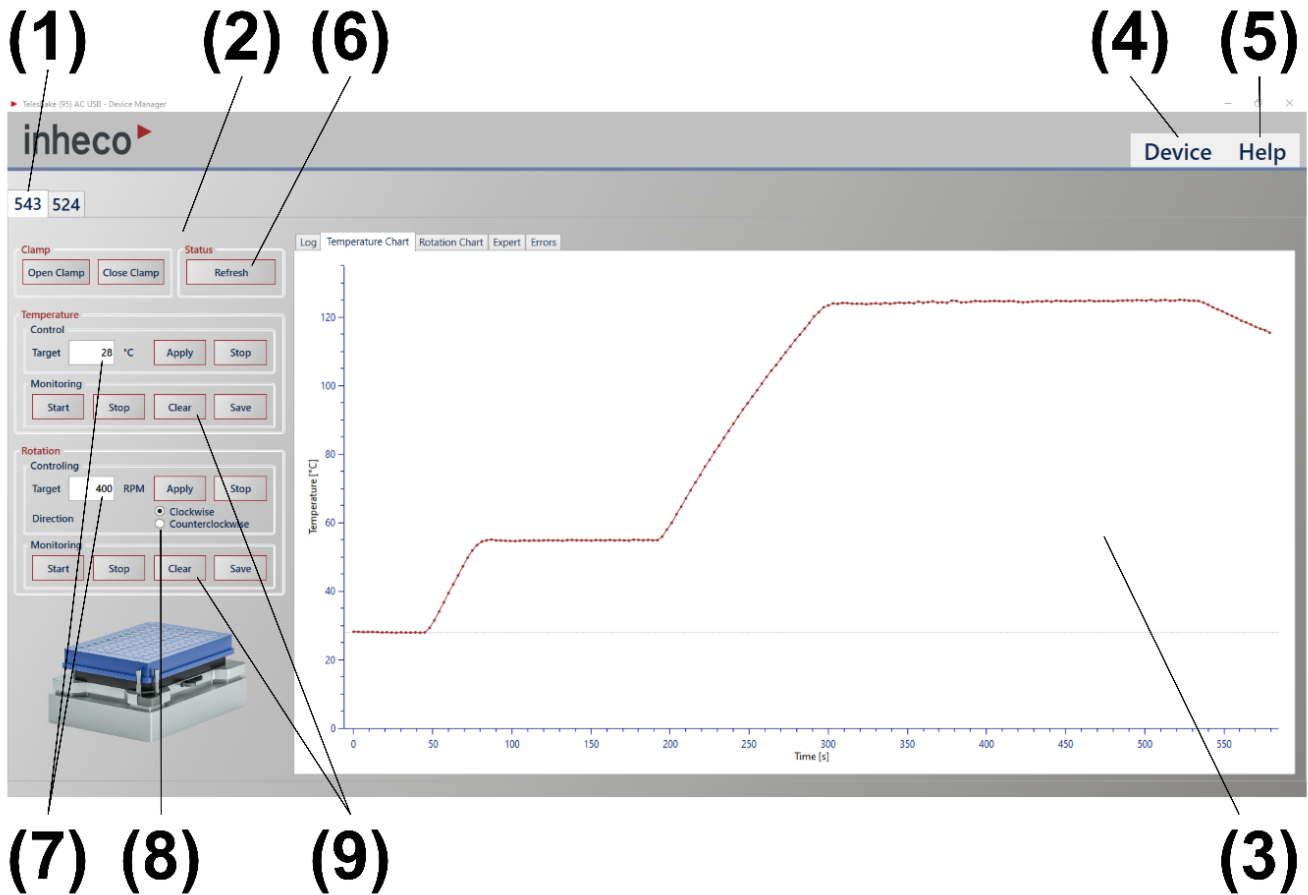 (1) (2) (6) (4) (5)
Teleshake (95) AC USB - Device Manager
inheco
Device Help
543 524
Clamp
Open Clamp Close Clamp
Status
Refresh
Temperature
Control
Target 28 °C Apply Stop
Monitoring
Start Stop Clear Save
Rotation
Controling
Target 400 RPM Apply Stop
Direction Clockwise
Counterclockwise
Monitoring
Start Stop Clear Save
Log Temperature Chart Rotation Chart Expert Errors
Temperature [°C]
120
100
80
60
40
20
0
0 50 100 150 200 250 300 350 400 450 500 550
Time [s]
(7) (8) (9) (3)